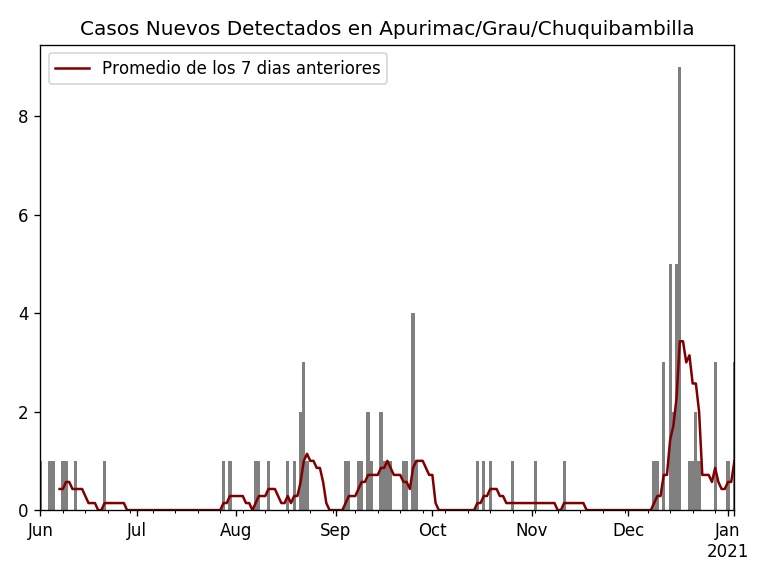 Casos Nuevos Detectados en Apurimac/Grau/Chuquibambilla
Promedio de los 7 dias anteriores
8
6
4
2
0
Jun Jul Aug Sep Oct Nov Dec Jan
2021